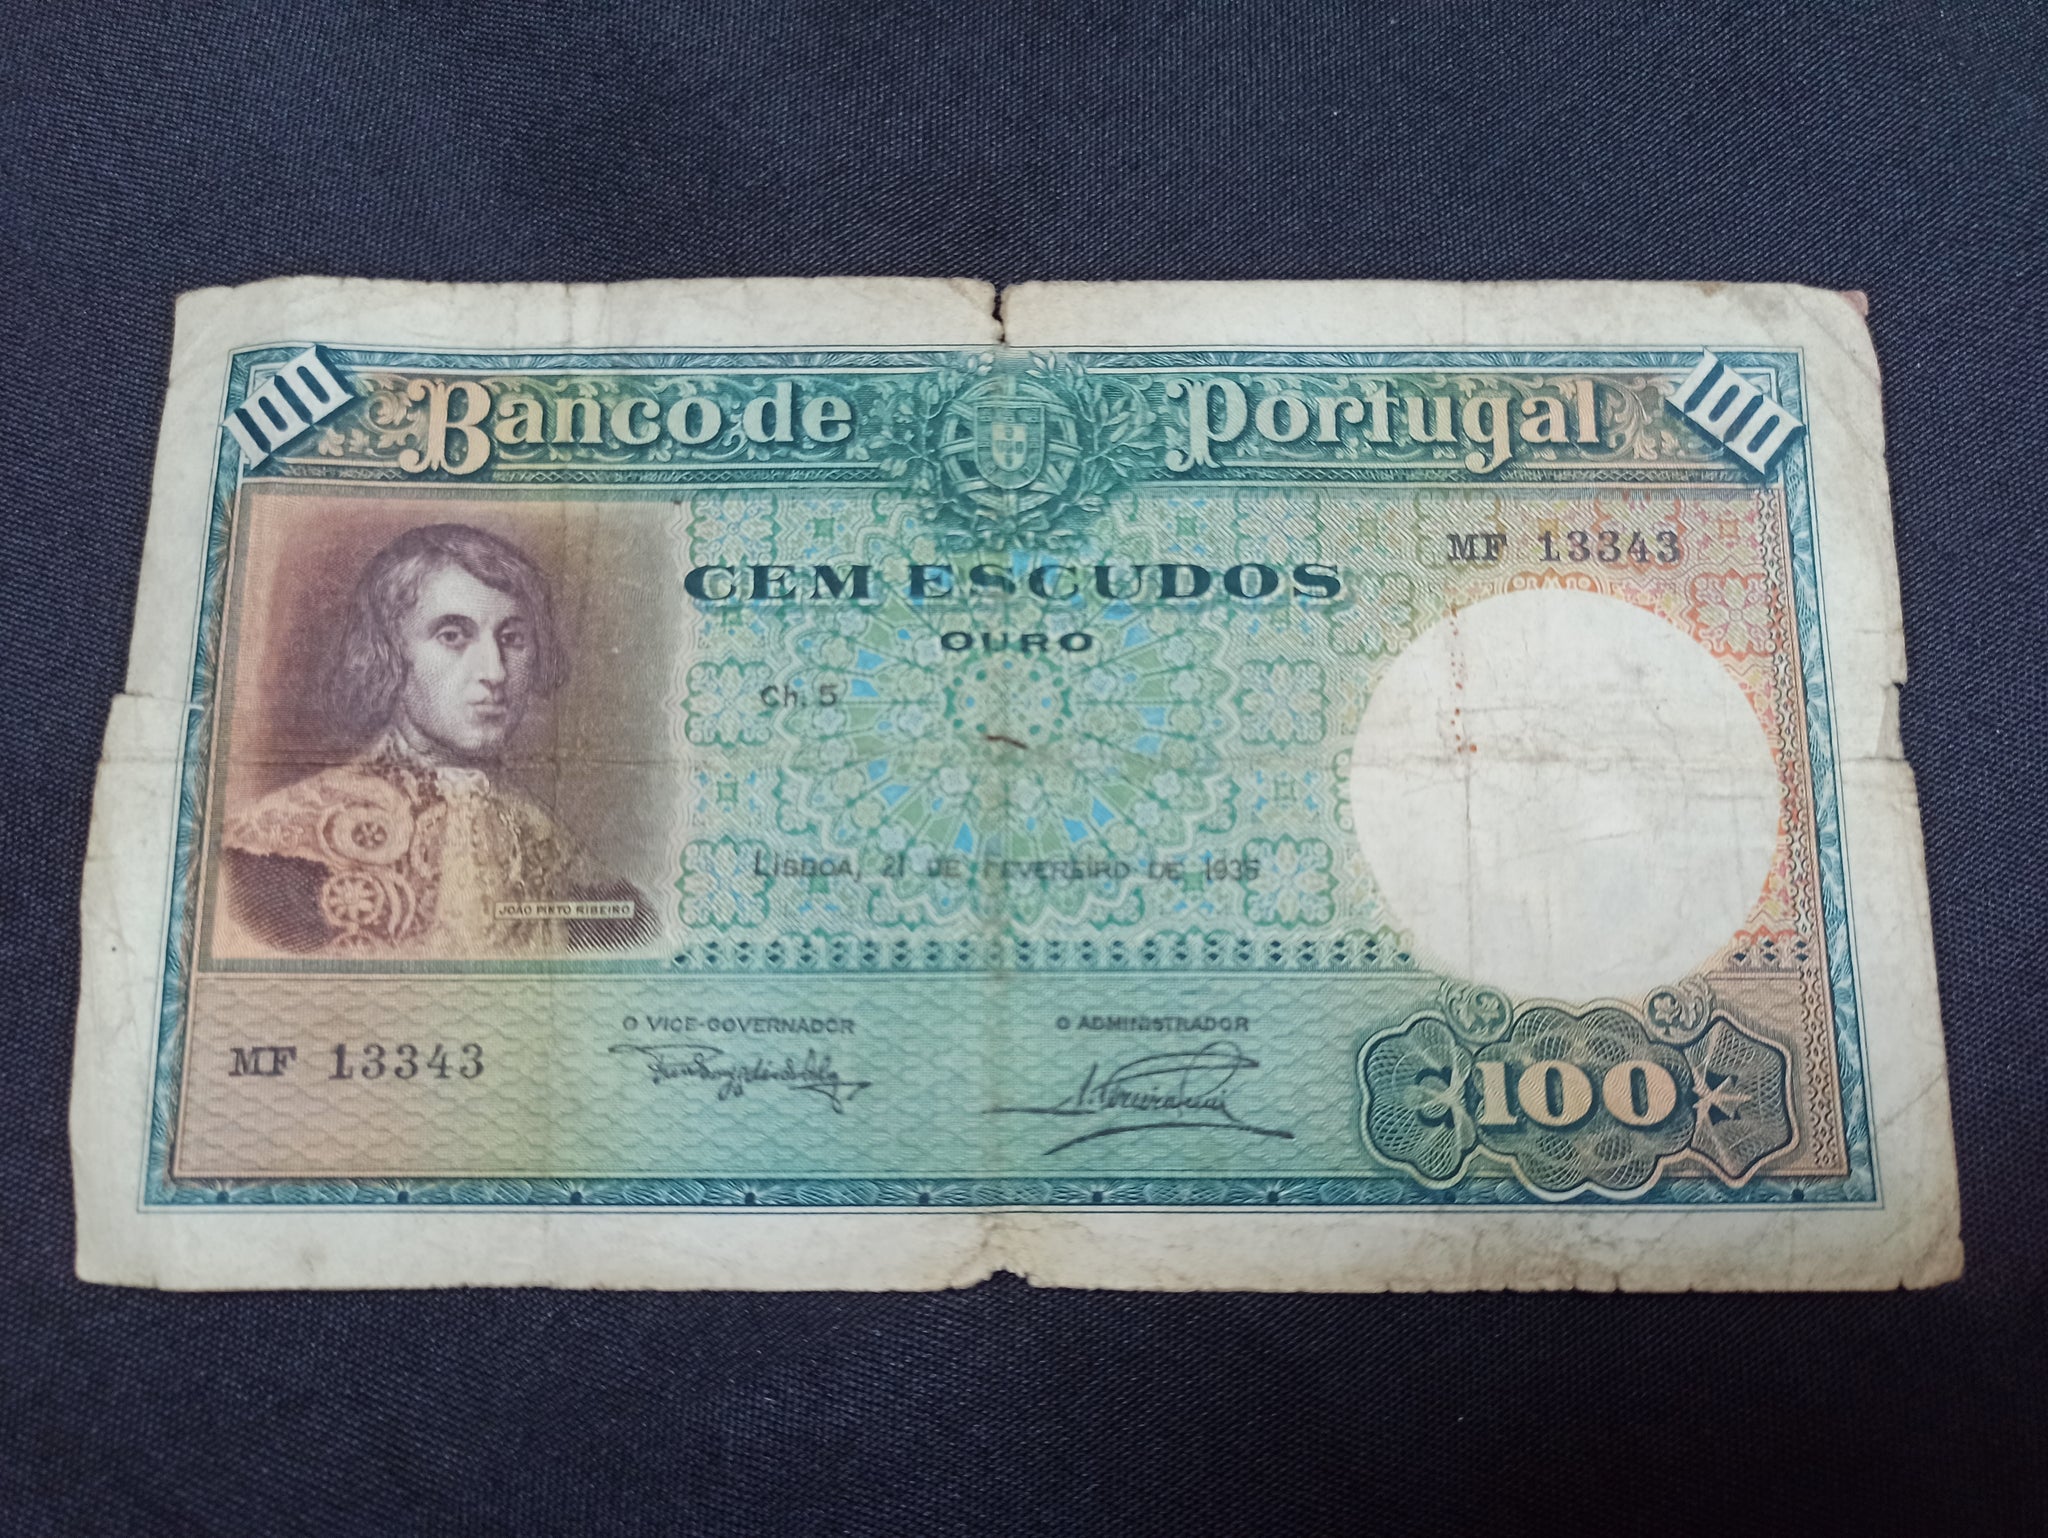 100 Banco de Portugal 100
MF 13343
CEM ESCUDOS
OURO
Ch. 5
LISBOA, 21 DE FEVEREIRO DE 1935
JOÃO PINTO RIBEIRO
O VICE-GOVERNADOR O ADMINISTRADOR
MF 13343
100